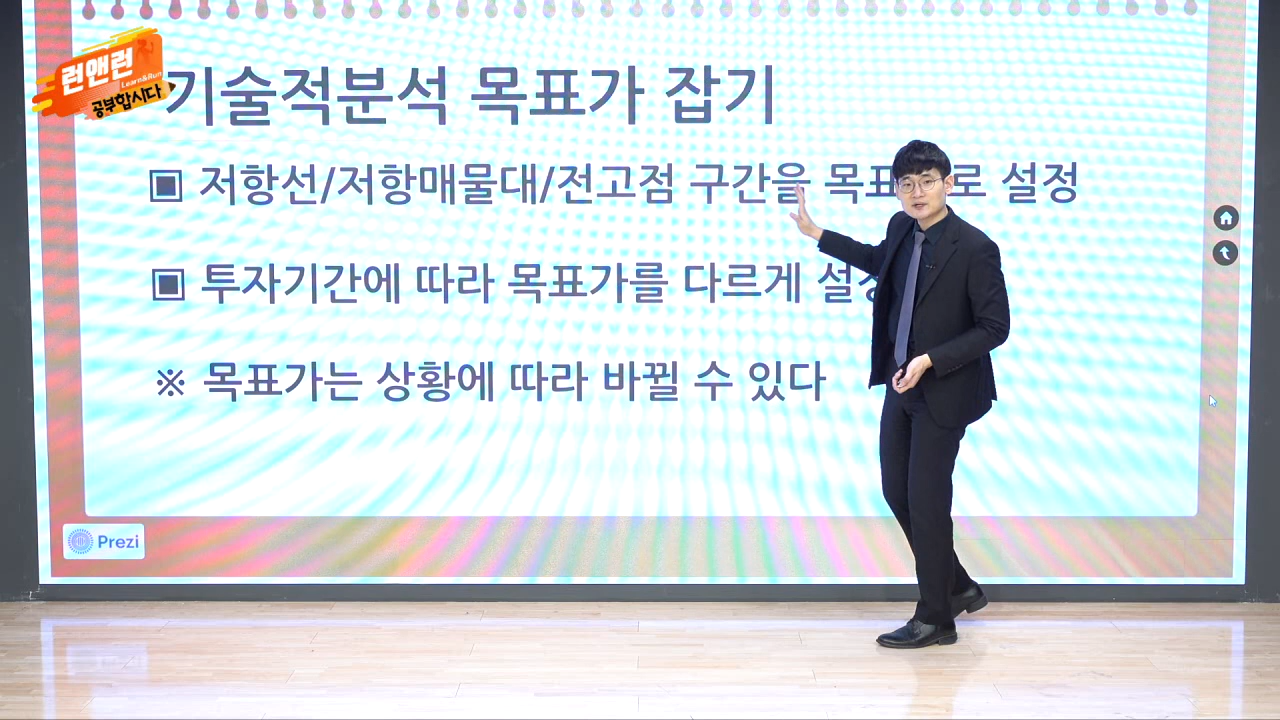 런앤런
Learn&Run
공부합시다
기술적분석 목표가 잡기
▣ 저항선/저항매물대/전고점 구간을 로 설정
▣ 투자기간에 따라 목표가를 다르게
※ 목표가는 상황에 따라 바뀔 수 있다
Prezi